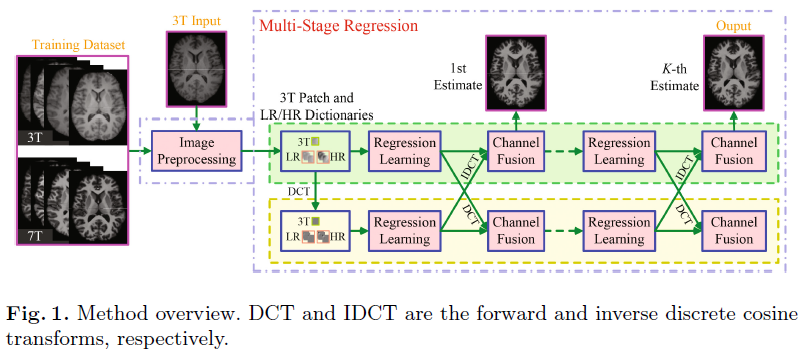 Training Dataset
3T Input
Multi-Stage Regression
Ouput
3T
7T
Image
Preprocessing
3T Patch and
LR/HR Dictionaries
1st
Estimate
K-th
Estimate
3T
LR HR
DCT
3T
LR HR
Regression
Learning
IDCT
DCT
Channel
Fusion
Regression
Learning
IDCT
DCT
Channel
Fusion
Regression
Learning
Channel
Fusion
Regression
Learning
Channel
Fusion
Fig. 1. Method overview. DCT and IDCT are the forward and inverse discrete cosine
transforms, respectively.